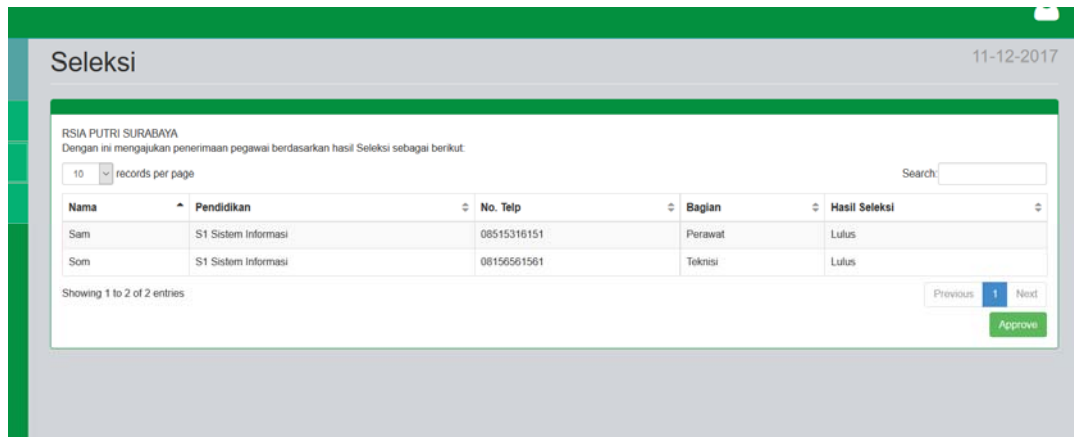 Seleksi 11-12-2017
RSIA PUTRI SURABAYA
Dengan ini mengajukan penerimaan pegawai berdasarkan hasil Seleksi sebagai berikut:
10 records per page Search:
Nama Pendidikan No. Telp Bagian Hasil Seleksi
Sam S1 Sistem Informasi 08515316151 Perawat Lulus
Som S1 Sistem Informasi 08156561561 Teknisi Lulus
Showing 1 to 2 of 2 entries Previous 1 Next
Approve